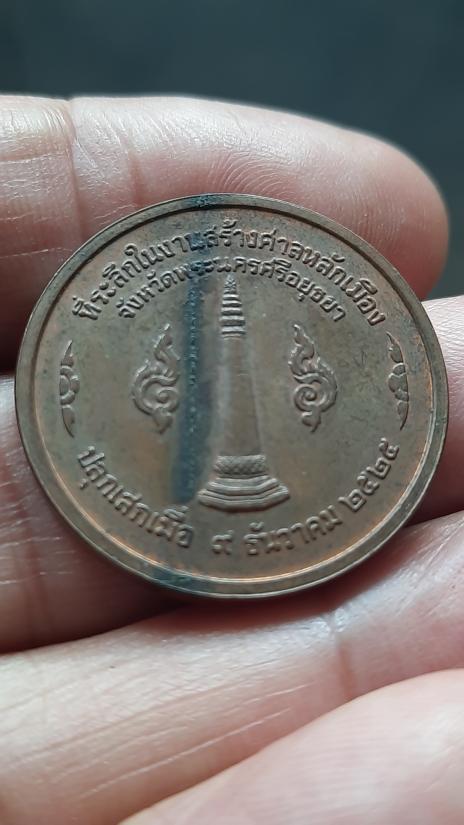 ที่ระลึกในงานสร้างศาลหลักเมือง
จังหวัดพระนครศรีอยุธยา
ปลุกเสกเมื่อ ๙ ธันวาคม ๒๕๒๕